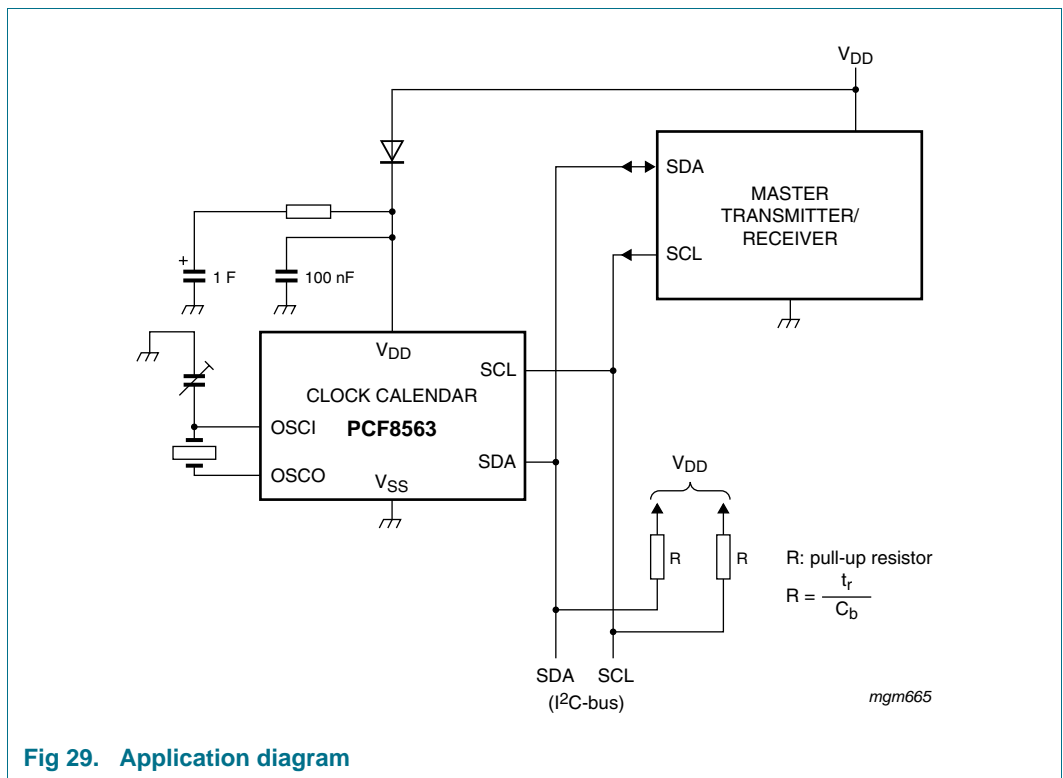 VDD
SDA
MASTER
TRANSMITTER/
RECEIVER
SCL
+
1 F
100 nF
VDD
SCL
CLOCK CALENDAR
PCF8563
OSCI
SDA
OSCO
VSS
VDD
R
R
R: pull-up resistor
R = tr / Cb
SDA SCL
(I2C-bus)
mgm665
Fig 29. Application diagram